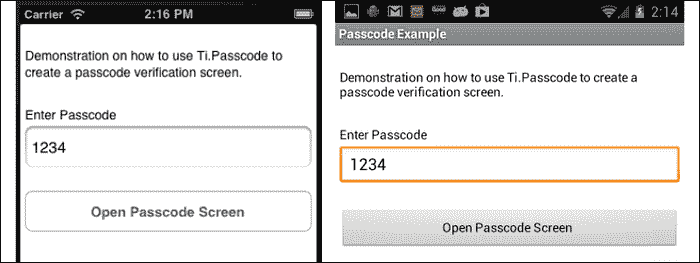 Carrier 2:16 PM
Demonstration on how to use Ti.Passcode to
create a passcode verification screen.
Enter Passcode
1234
Open Passcode Screen
2:14
Passcode Example
Demonstration on how to use Ti.Passcode to create a
passcode verification screen.
Enter Passcode
1234
Open Passcode Screen